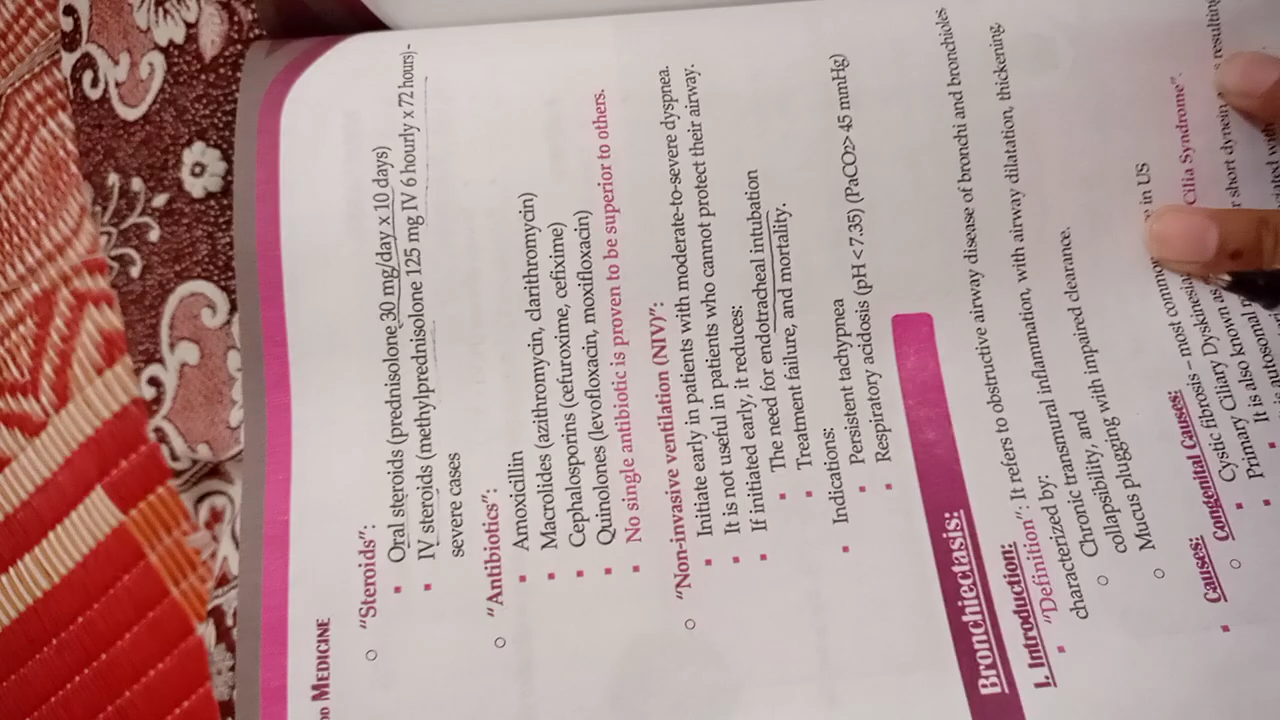 MEDICINE
○ "Steroids":
▪ Oral steroids (prednisolone 30 mg/day x 10 days)
▪ IV steroids (methylprednisolone 125 mg IV 6 hourly x 72 hours)-
severe cases
○ "Antibiotics":
▪ Amoxicillin
▪ Macrolides (azithromycin, clarithromycin)
▪ Cephalosporins (cefuroxime, cefixime)
▪ Quinolones (levofloxacin, moxifloxacin)
▪ No single antibiotic is proven to be superior to others.
○ "Non-invasive ventilation (NIV)":
▪ Initiate early in patients with moderate-to-severe dyspnea.
▪ It is not useful in patients who cannot protect their airway.
▪ If initiated early, it reduces:
▪ The need for endotracheal intubation
▪ Treatment failure, and mortality.
▪ Indications:
▪ Persistent tachypnea
▪ Respiratory acidosis (pH <7.35) (PaCO2> 45 mmHg)
Bronchiectasis:
I. Introduction:
▪ "Definition": It refers to obstructive airway disease of bronchi and bronchioles
characterized by:
○ Chronic transmural inflammation, with airway dilatation, thickening,
collapsibility, and
○ Mucus plugging with impaired clearance.
▪ Causes:
○ Congenital Causes:
▪ Cystic fibrosis – most common in US
▪ Primary Ciliary Dyskinesia Cilia Syndrome".
▪ It is also known as short dynein resulting
▪ is autosomal